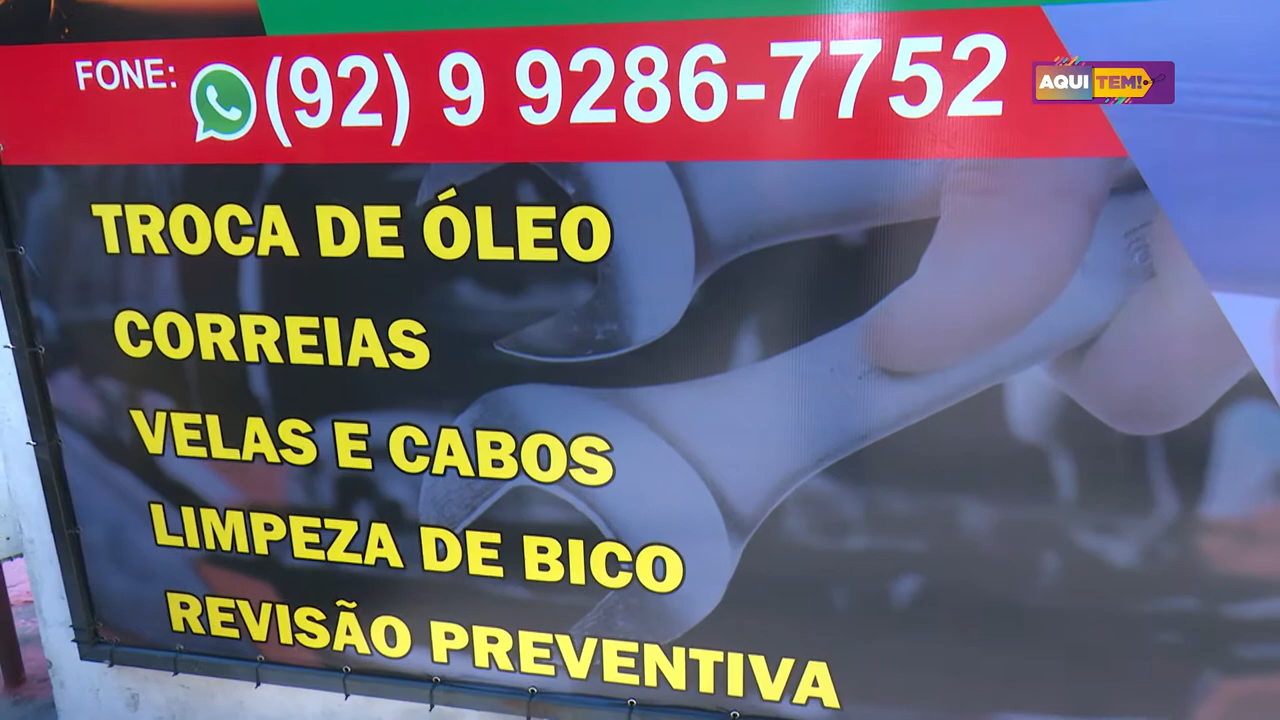 FONE: (92) 9 9286-7752
AQUI TEM!
TROCA DE ÓLEO
CORREIAS
VELAS E CABOS
LIMPEZA DE BICO
REVISÃO PREVENTIVA